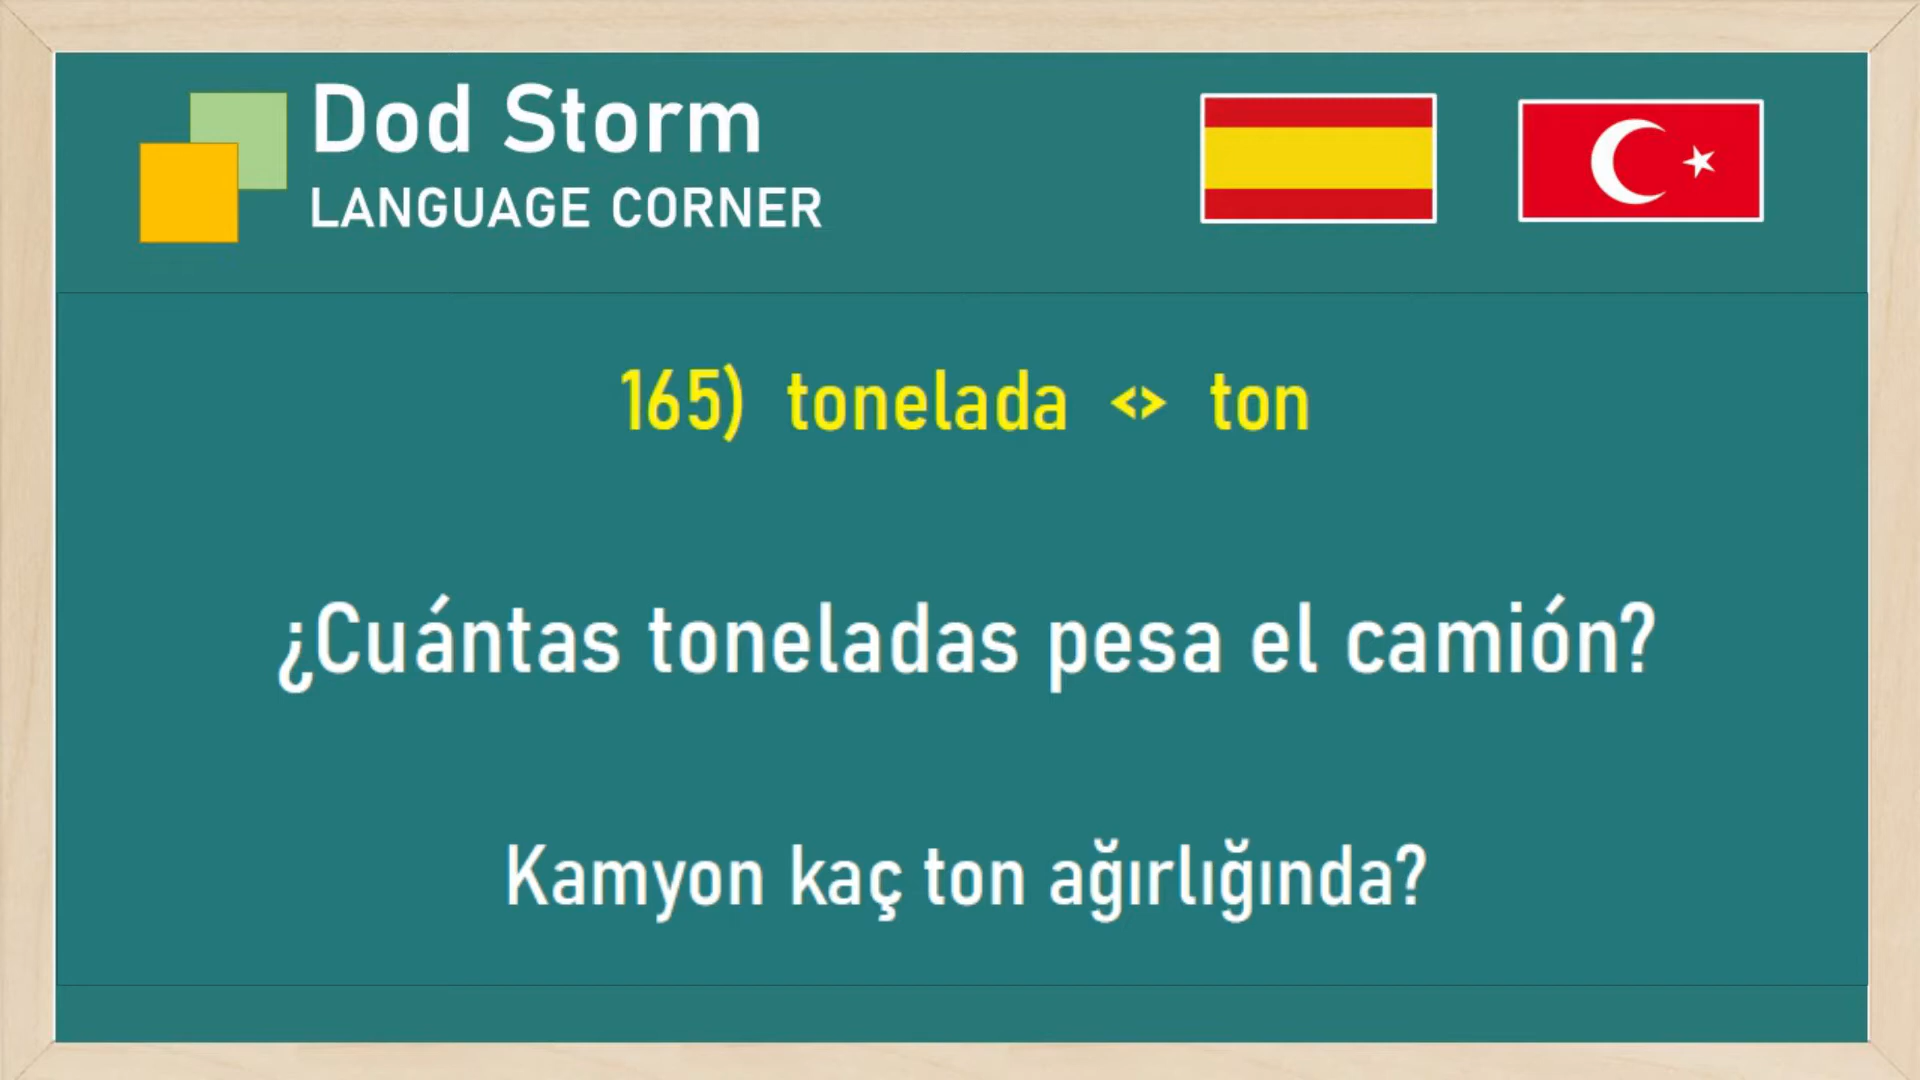 Dod Storm
LANGUAGE CORNER
165) tonelada <> ton
¿Cuántas toneladas pesa el camión?
Kamyon kaç ton ağırlığında?